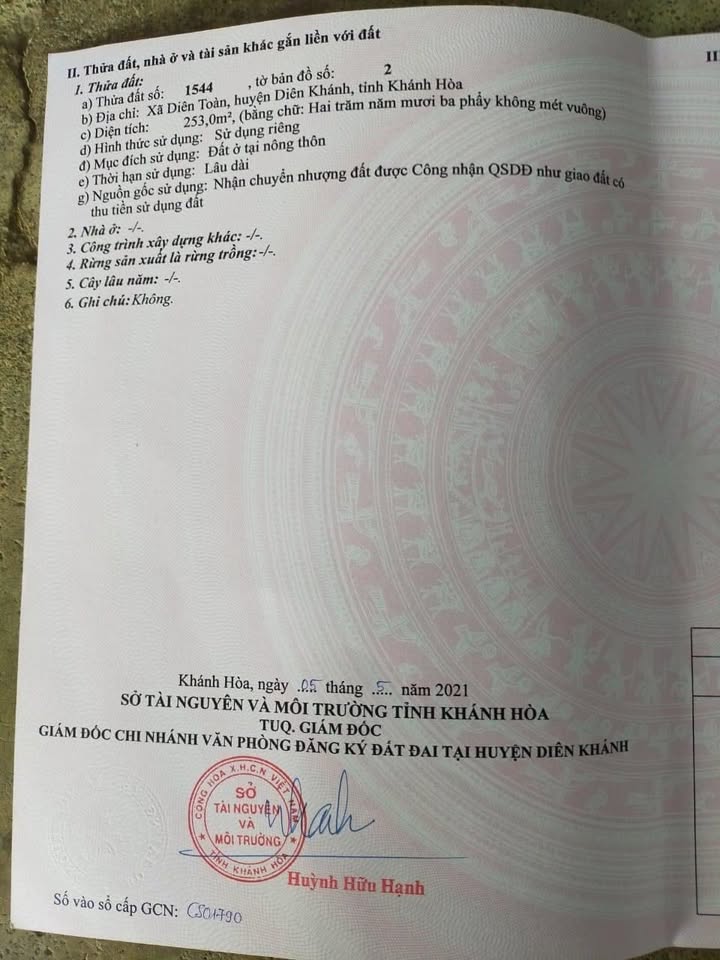 II. Thửa đất, nhà ở và tài sản khác gắn liền với đất
1. Thửa đất:
a) Thửa đất số: 1544 , tờ bản đồ số: 2
b) Địa chỉ: Xã Diên Toàn, huyện Diên Khánh, tỉnh Khánh Hòa
c) Diện tích: 253,0m², (bằng chữ: Hai trăm năm mươi ba phẩy không mét vuông)
d) Hình thức sử dụng: Sử dụng riêng
đ) Mục đích sử dụng: Đất ở tại nông thôn
e) Thời hạn sử dụng: Lâu dài
g) Nguồn gốc sử dụng: Nhận chuyển nhượng đất được Công nhận QSDĐ như giao đất có
thu tiền sử dụng đất
2. Nhà ở: -/-.
3. Công trình xây dựng khác: -/-.
4. Rừng sản xuất là rừng trồng: -/-.
5. Cây lâu năm: -/-.
6. Ghi chú: Không.
II
Khánh Hòa, ngày 05 tháng 5 năm 2021
SỞ TÀI NGUYÊN VÀ MÔI TRƯỜNG TỈNH KHÁNH HÒA
TUQ. GIÁM ĐỐC
GIÁM ĐỐC CHI NHÁNH VĂN PHÒNG ĐĂNG KÝ ĐẤT ĐAI TẠI HUYỆN DIÊN KHÁNH
CỘNG HÒA X.H.C.N VIỆT NAM
SỞ
TÀI NGUYÊN
VÀ
MÔI TRƯỜNG
TỈNH KHÁNH HÒA
Huỳnh Hữu Hạnh
Số vào sổ cấp GCN: CS01790